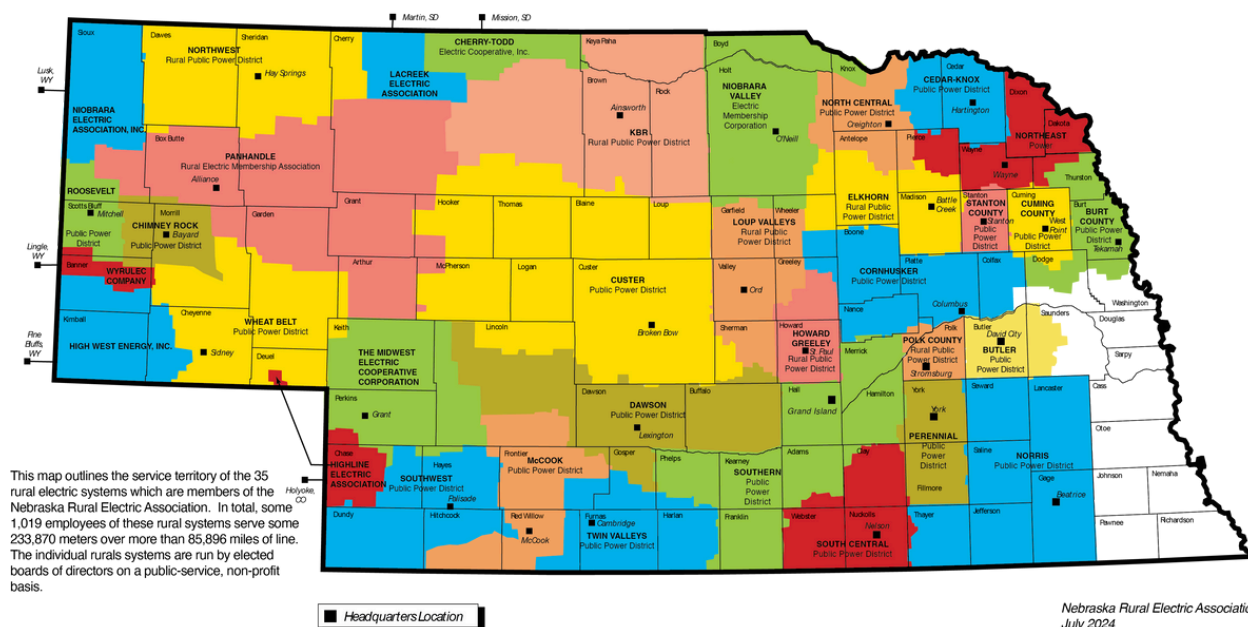 Martin, SD
Mission, SD
Sioux
Dawes
Sheridan
Cherry
NORTHWEST
Rural Public Power District
Hay Springs
CHERRY-TODD
Electric Cooperative, Inc.
Keya Paha
Boyd
Knox
Cedar
Lusk,
WY
LACREEK
ELECTRIC
ASSOCIATION
Brown
Rock
Ainsworth
KBR
Rural Public Power District
Holt
NIOBRARA
VALLEY
Electric
Membership
Corporation
O'Neill
NORTH CENTRAL
Public Power District
Creighton
CEDAR-KNOX
Public Power District
Hartington
Dixon
Dakota
NORTHEAST
Power
NIOBRARA
ELECTRIC
ASSOCIATION, INC.
Box Butte
PANHANDLE
Rural Electric Membership Association
Alliance
Antelope
Pierce
Wayne
Wayne
Thurston
ROOSEVELT
Scotts Bluff
Mitchell
Public Power
District
Morrill
CHIMNEY ROCK
Bayard
Public Power District
Garden
Grant
Hooker
Thomas
Blaine
Loup
Garfield
Wheeler
LOUP VALLEYS
Rural Public
Power District
ELKHORN
Rural Public
Power District
Madison
Battle
Creek
Stanton
STANTON
COUNTY
Stanton
Public
Power
District
Cuming
CUMING
COUNTY
West
Point
Public Power
District
Burt
BURT
COUNTY
Public Power
District
Tekamah
Boone
Lingle,
WY
Banner
WYRULEC
COMPANY
Arthur
McPherson
Logan
Custer
CUSTER
Public Power District
Broken Bow
Valley
Ord
Greeley
CORNHUSKER
Public Power District
Platte
Colfax
Columbus
Dodge
Washington
Nance
Kimball
HIGH WEST ENERGY, INC.
Pine
Bluffs,
WY
Cheyenne
WHEAT BELT
Public Power District
Sidney
Deuel
Keith
Lincoln
THE MIDWEST
ELECTRIC
COOPERATIVE
CORPORATION
Sherman
Howard
HOWARD
GREELEY
St. Paul
Rural Public
Power District
Merrick
Polk
POLK COUNTY
Rural Public
Power District
Stromsburg
Butler
David City
BUTLER
Public Power
District
Saunders
Douglas
Sarpy
Perkins
Grant
Dawson
DAWSON
Public Power District
Lexington
Buffalo
Hall
Grand Island
Hamilton
York
York
PERENNIAL
Public
Power
District
Seward
Lancaster
Cass
Otoe
Chase
HIGHLINE
ELECTRIC
ASSOCIATION
Holyoke,
CO
Hayes
SOUTHWEST
Public Power District
Palisade
Frontier
McCOOK
Public Power District
Gosper
Phelps
Kearney
SOUTHERN
Public
Power
District
Adams
Clay
Fillmore
Saline
NORRIS
Public Power District
Gage
Beatrice
Johnson
Nemaha
Pawnee
Richardson
Dundy
Hitchcock
Red Willow
McCook
Furnas
Cambridge
TWIN VALLEYS
Public Power District
Harlan
Franklin
Webster
Nuckolls
Nelson
SOUTH CENTRAL
Public Power District
Thayer
Jefferson
This map outlines the service territory of the 35
rural electric systems which are members of the
Nebraska Rural Electric Association. In total, some
1,019 employees of these rural systems serve some
233,870 meters over more than 85,896 miles of line.
The individual rurals systems are run by elected
boards of directors on a public-service, non-profit
basis.
Headquarters Location
Nebraska Rural Electric Associatio
July 2024